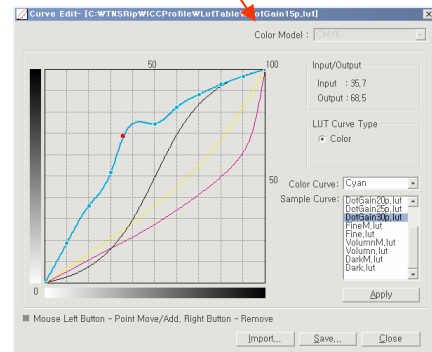 Curve Edit- [C:₩TNSRip₩ICCProfile₩LutTable₩DotGain15p,lut]
Color Model : CMYK
50
100
Input/Output
Input : 35,7
Output : 68,5
LUT Curve Type
Color
50
Color Curve: Cyan
Sample Curve: DotGain20p,lut
DotGain25p,lut
DotGain30p,lut
FineM,lut
Fine,lut
VolumnM,lut
Volumn,lut
DarkM,lut
Dark,lut
0
Apply
Mouse Left Button - Point Move/Add, Right Button - Remove
Import... Save... Close